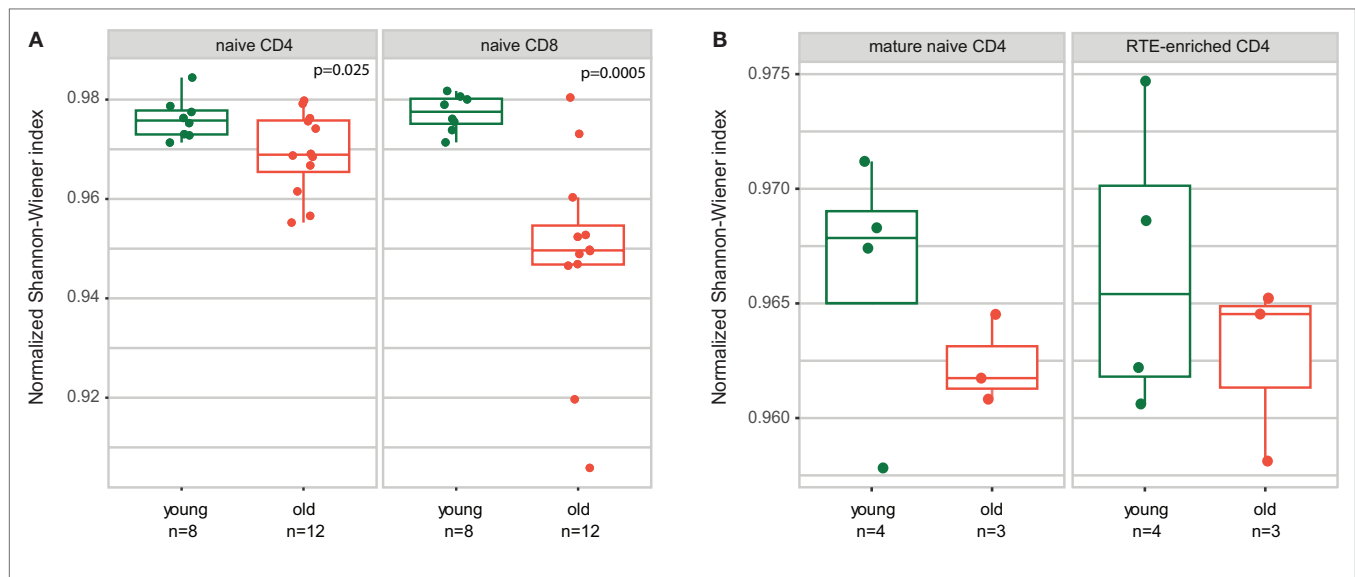 A
naive CD4
naive CD8
p=0.025
p=0.0005
Normalized Shannon-Wiener index
0.98
0.96
0.94
0.92
young
n=8
old
n=12
young
n=8
old
n=12
B
mature naive CD4
RTE-enriched CD4
Normalized Shannon-Wiener index
0.975
0.970
0.965
0.960
young
n=4
old
n=3
young
n=4
old
n=3